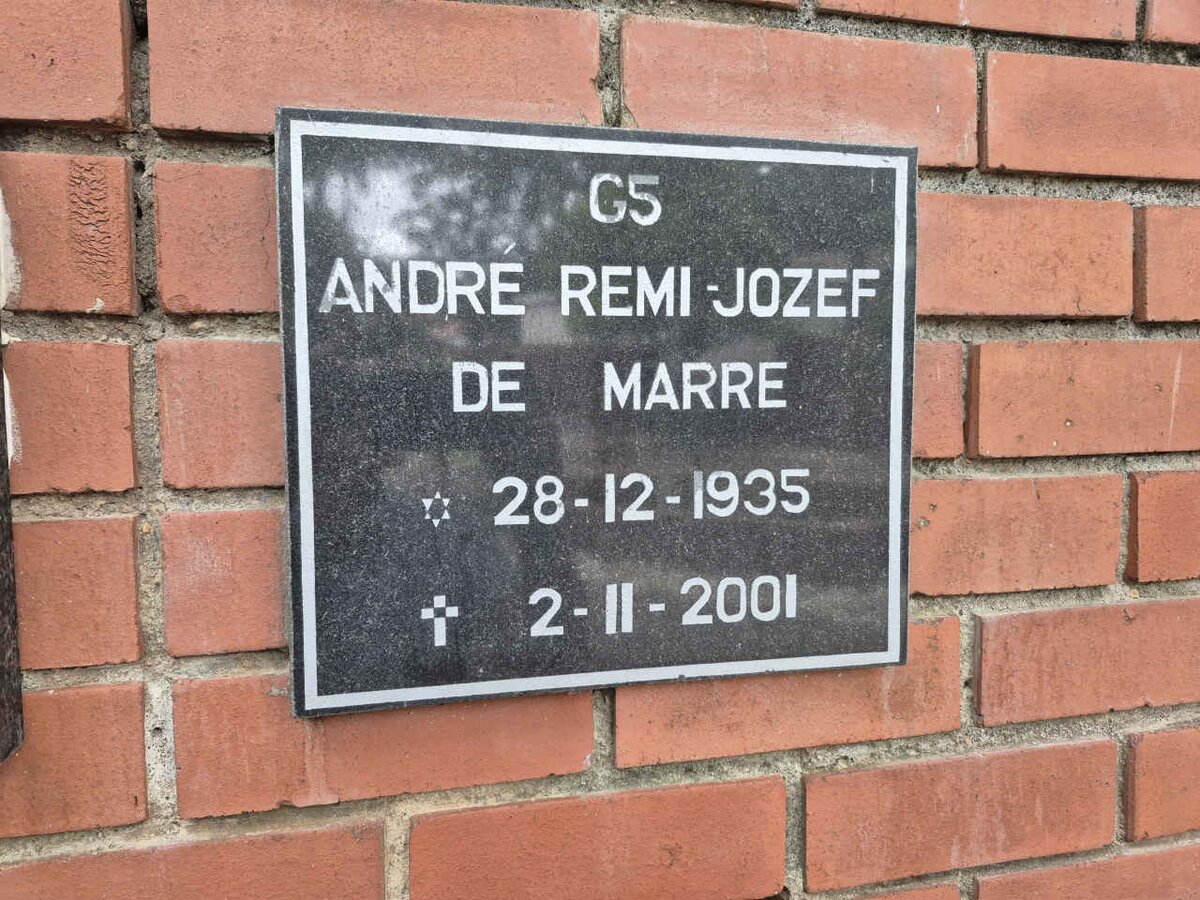 G5
ANDRÉ REMI-JOZEF
DE MARRE
✡ 28-12-1935
✝ 2-11-2001